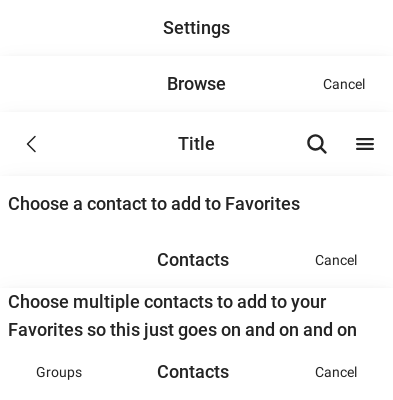 Settings
Browse Cancel
Title
Choose a contact to add to Favorites
Contacts Cancel
Choose multiple contacts to add to your
Favorites so this just goes on and on and on
Groups Contacts Cancel